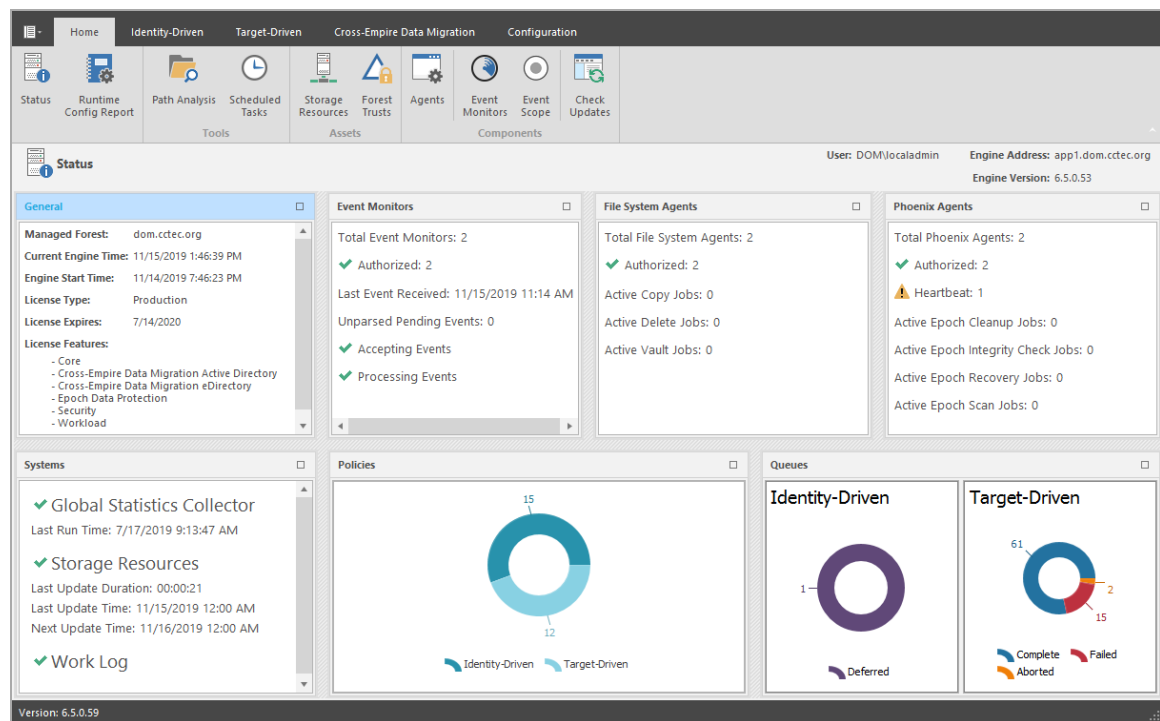 Home Identity-Driven Target-Driven Cross-Empire Data Migration Configuration
Status
Runtime
Config Report
Path Analysis
Scheduled
Tasks
Storage
Resources
Forest
Trusts
Agents
Event
Monitors
Event
Scope
Check
Updates
Tools
Assets
Components
Status
User: DOM\localadmin
Engine Address: app1.dom.cctec.org
Engine Version: 6.5.0.53
General
Managed Forest: dom.cctec.org
Current Engine Time: 11/15/2019 1:46:39 PM
Engine Start Time: 11/14/2019 7:46:23 PM
License Type: Production
License Expires: 7/14/2020
License Features:
- Core
- Cross-Empire Data Migration Active Directory
- Cross-Empire Data Migration eDirectory
- Epoch Data Protection
- Security
- Workload
Event Monitors
Total Event Monitors: 2
Authorized: 2
Last Event Received: 11/15/2019 11:14 AM
Unparsed Pending Events: 0
Accepting Events
Processing Events
File System Agents
Total File System Agents: 2
Authorized: 2
Active Copy Jobs: 0
Active Delete Jobs: 0
Active Vault Jobs: 0
Phoenix Agents
Total Phoenix Agents: 2
Authorized: 2
Heartbeat: 1
Active Epoch Cleanup Jobs: 0
Active Epoch Integrity Check Jobs: 0
Active Epoch Recovery Jobs: 0
Active Epoch Scan Jobs: 0
Systems
Global Statistics Collector
Last Run Time: 7/17/2019 9:13:47 AM
Storage Resources
Last Update Duration: 00:00:21
Last Update Time: 11/15/2019 12:00 AM
Next Update Time: 11/16/2019 12:00 AM
Work Log
Policies
15
12
Identity-Driven Target-Driven
Queues
Identity-Driven
1
Deferred
Target-Driven
61
2
15
Complete Failed
Aborted
Version: 6.5.0.59